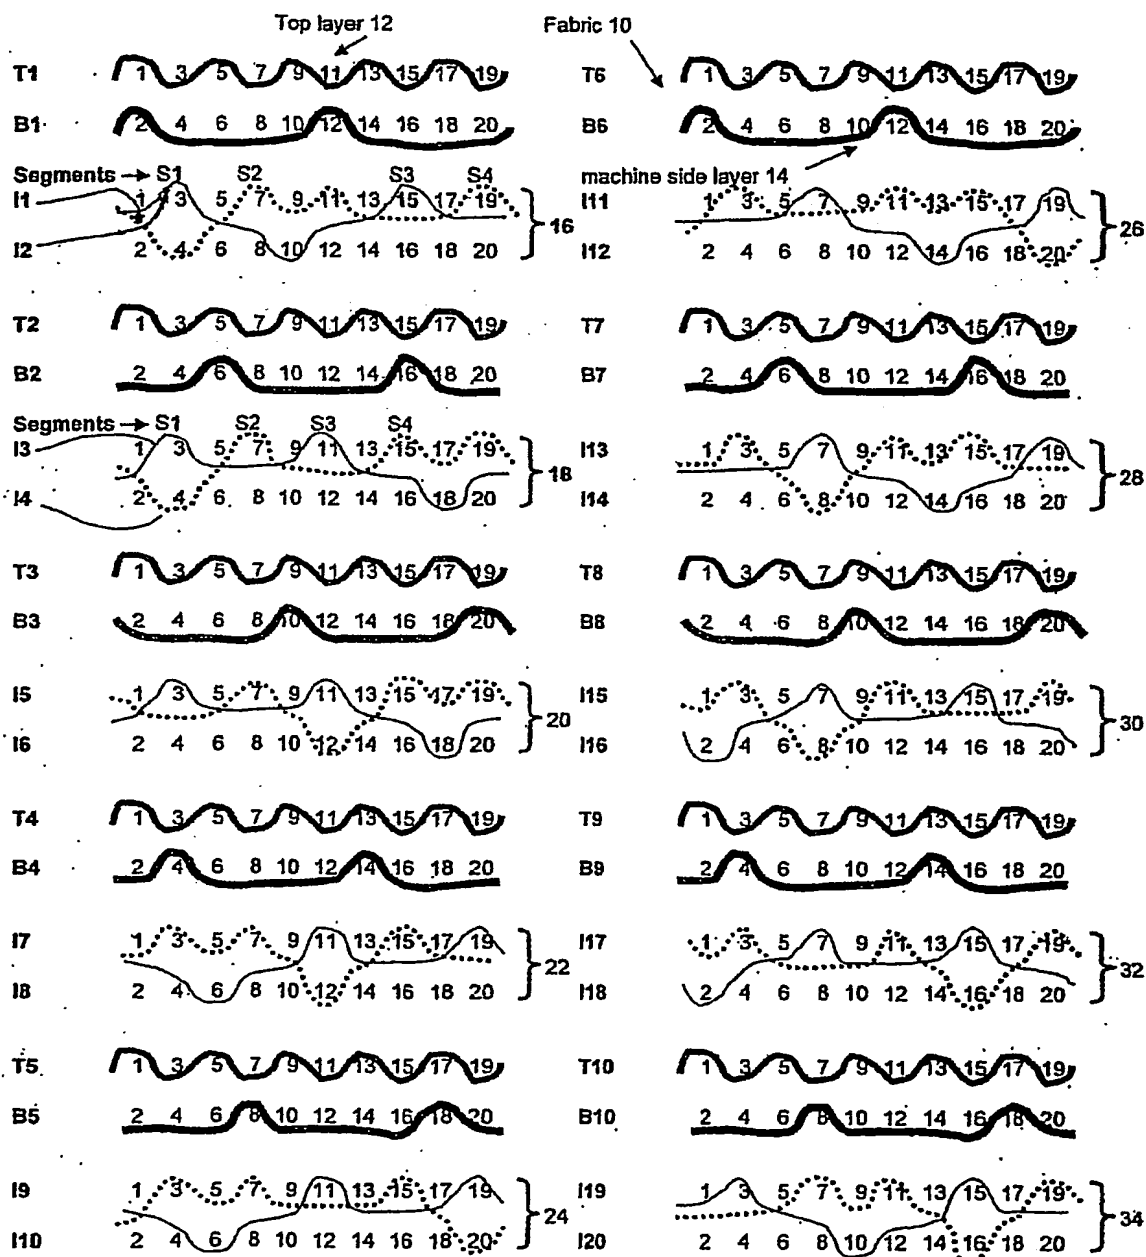 Top layer 12 Fabric 10
T1 1 3 5 7 9 11 13 15 17 19 T6 1 3 5 7 9 11 13 15 17 19
B1 2 4 6 8 10 12 14 16 18 20 B6 2 4 6 8 10 12 14 16 18 20
Segments S1 S2 S3 S4 machine side layer 14
I1 1 3 5 7 9 11 13 15 17 19 I11 1 3 5 7 9 11 13 15 17 19
16 26
I2 2 4 6 8 10 12 14 16 18 20 I12 2 4 6 8 10 12 14 16 18 20
T2 1 3 5 7 9 11 13 15 17 19 T7 1 3 5 7 9 11 13 15 17 19
B2 2 4 6 8 10 12 14 16 18 20 B7 2 4 6 8 10 12 14 16 18 20
Segments S1 S2 S3 S4
I3 1 3 5 7 9 11 13 15 17 19 I13 1 3 5 7 9 11 13 15 17 19
18 28
I4 2 4 6 8 10 12 14 16 18 20 I14 2 4 6 8 10 12 14 16 18 20
T3 1 3 5 7 9 11 13 15 17 19 T8 1 3 5 7 9 11 13 15 17 19
B3 2 4 6 8 10 12 14 16 18 20 B8 2 4 6 8 10 12 14 16 18 20
I5 1 3 5 7 9 11 13 15 17 19 I15 1 3 5 7 9 11 13 15 17 19
20 30
I6 2 4 6 8 10 12 14 16 18 20 I16 2 4 6 8 10 12 14 16 18 20
T4 1 3 5 7 9 11 13 15 17 19 T9 1 3 5 7 9 11 13 15 17 19
B4 2 4 6 8 10 12 14 16 18 20 B9 2 4 6 8 10 12 14 16 18 20
I7 1 3 5 7 9 11 13 15 17 19 I17 1 3 5 7 9 11 13 15 17 19
22 32
I8 2 4 6 8 10 12 14 16 18 20 I18 2 4 6 8 10 12 14 16 18 20
T5 1 3 5 7 9 11 13 15 17 19 T10 1 3 5 7 9 11 13 15 17 19
B5 2 4 6 8 10 12 14 16 18 20 B10 2 4 6 8 10 12 14 16 18 20
I9 1 3 5 7 9 11 13 15 17 19 I19 1 3 5 7 9 11 13 15 17 19
24 34
I10 2 4 6 8 10 12 14 16 18 20 I20 2 4 6 8 10 12 14 16 18 20